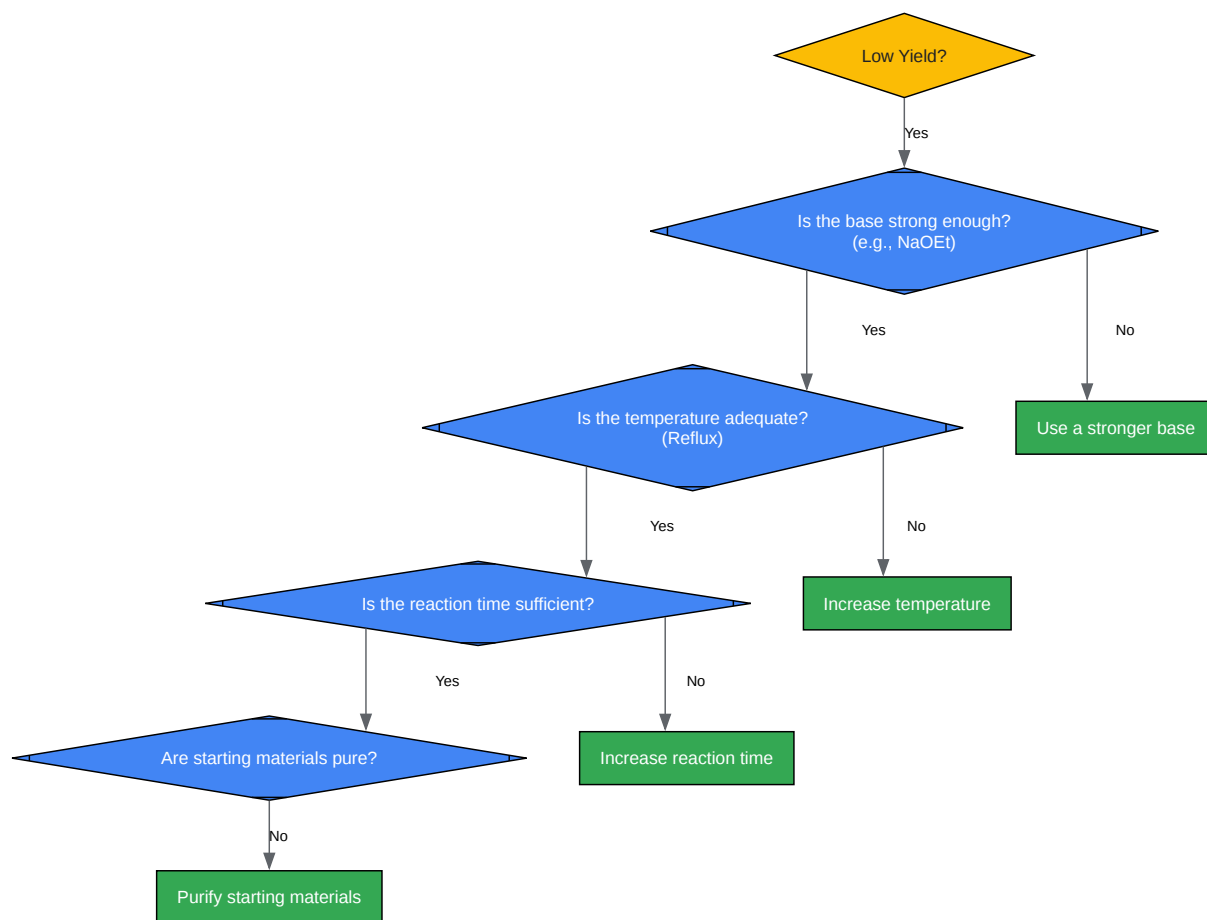 Low Yield?
Yes
Is the base strong enough?
(e.g., NaOEt)
Yes
No
Is the temperature adequate?
(Reflux)
Use a stronger base
Yes
No
Is the reaction time sufficient?
Increase temperature
Yes
No
Are starting materials pure?
Increase reaction time
No
Purify starting materials